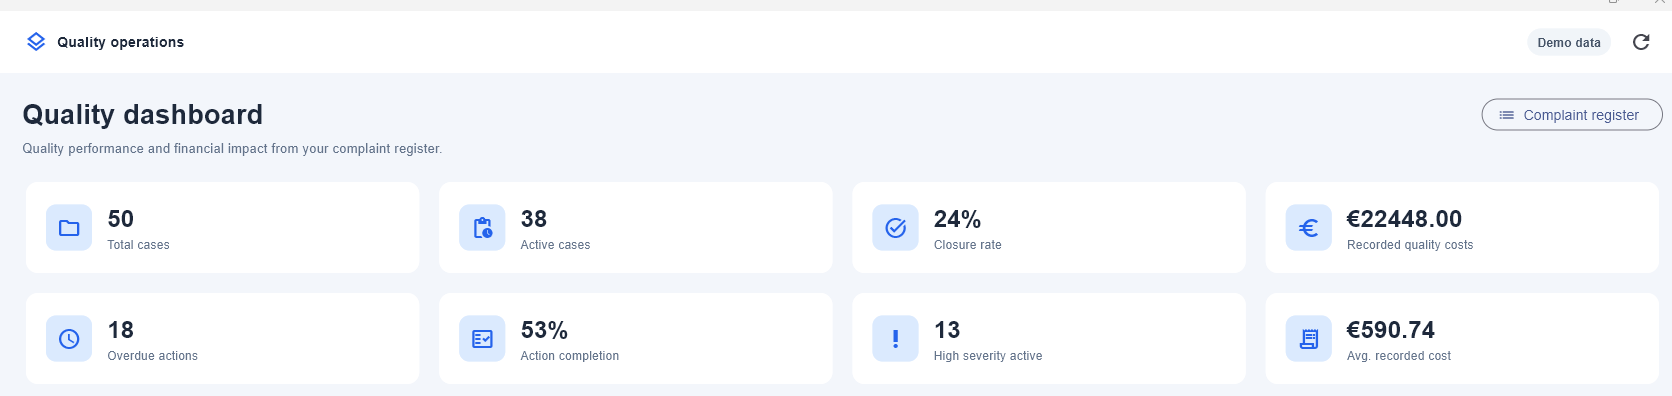 Quality operations
Demo data
Quality dashboard
Complaint register
Quality performance and financial impact from your complaint register.
50
Total cases
38
Active cases
24%
Closure rate
€22448.00
Recorded quality costs
18
Overdue actions
53%
Action completion
13
High severity active
€590.74
Avg. recorded cost